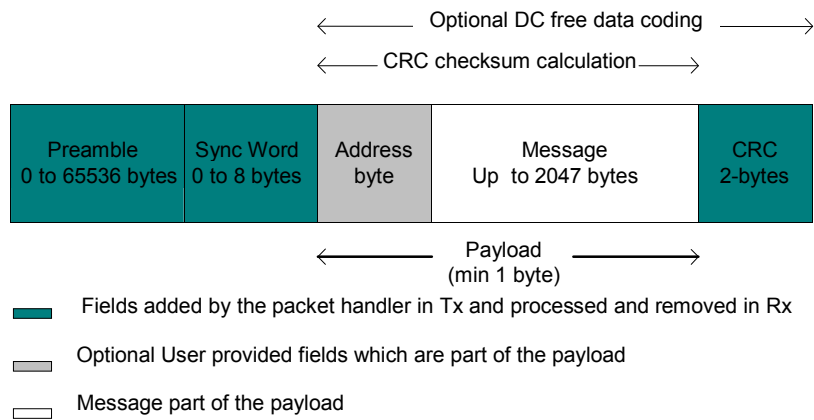 Optional DC free data coding
CRC checksum calculation
Preamble
0 to 65536 bytes
Sync Word
0 to 8 bytes
Address
byte
Message
Up to 2047 bytes
CRC
2-bytes
Payload
(min 1 byte)
Fields added by the packet handler in Tx and processed and removed in Rx
Optional User provided fields which are part of the payload
Message part of the payload